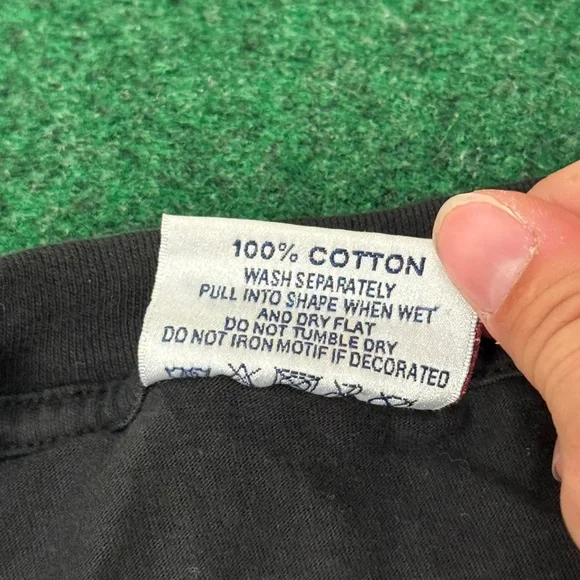 100% COTTON
WASH SEPARATELY
PULL INTO SHAPE WHEN WET
AND DRY FLAT
DO NOT TUMBLE DRY
DO NOT IRON MOTIF IF DECORATED